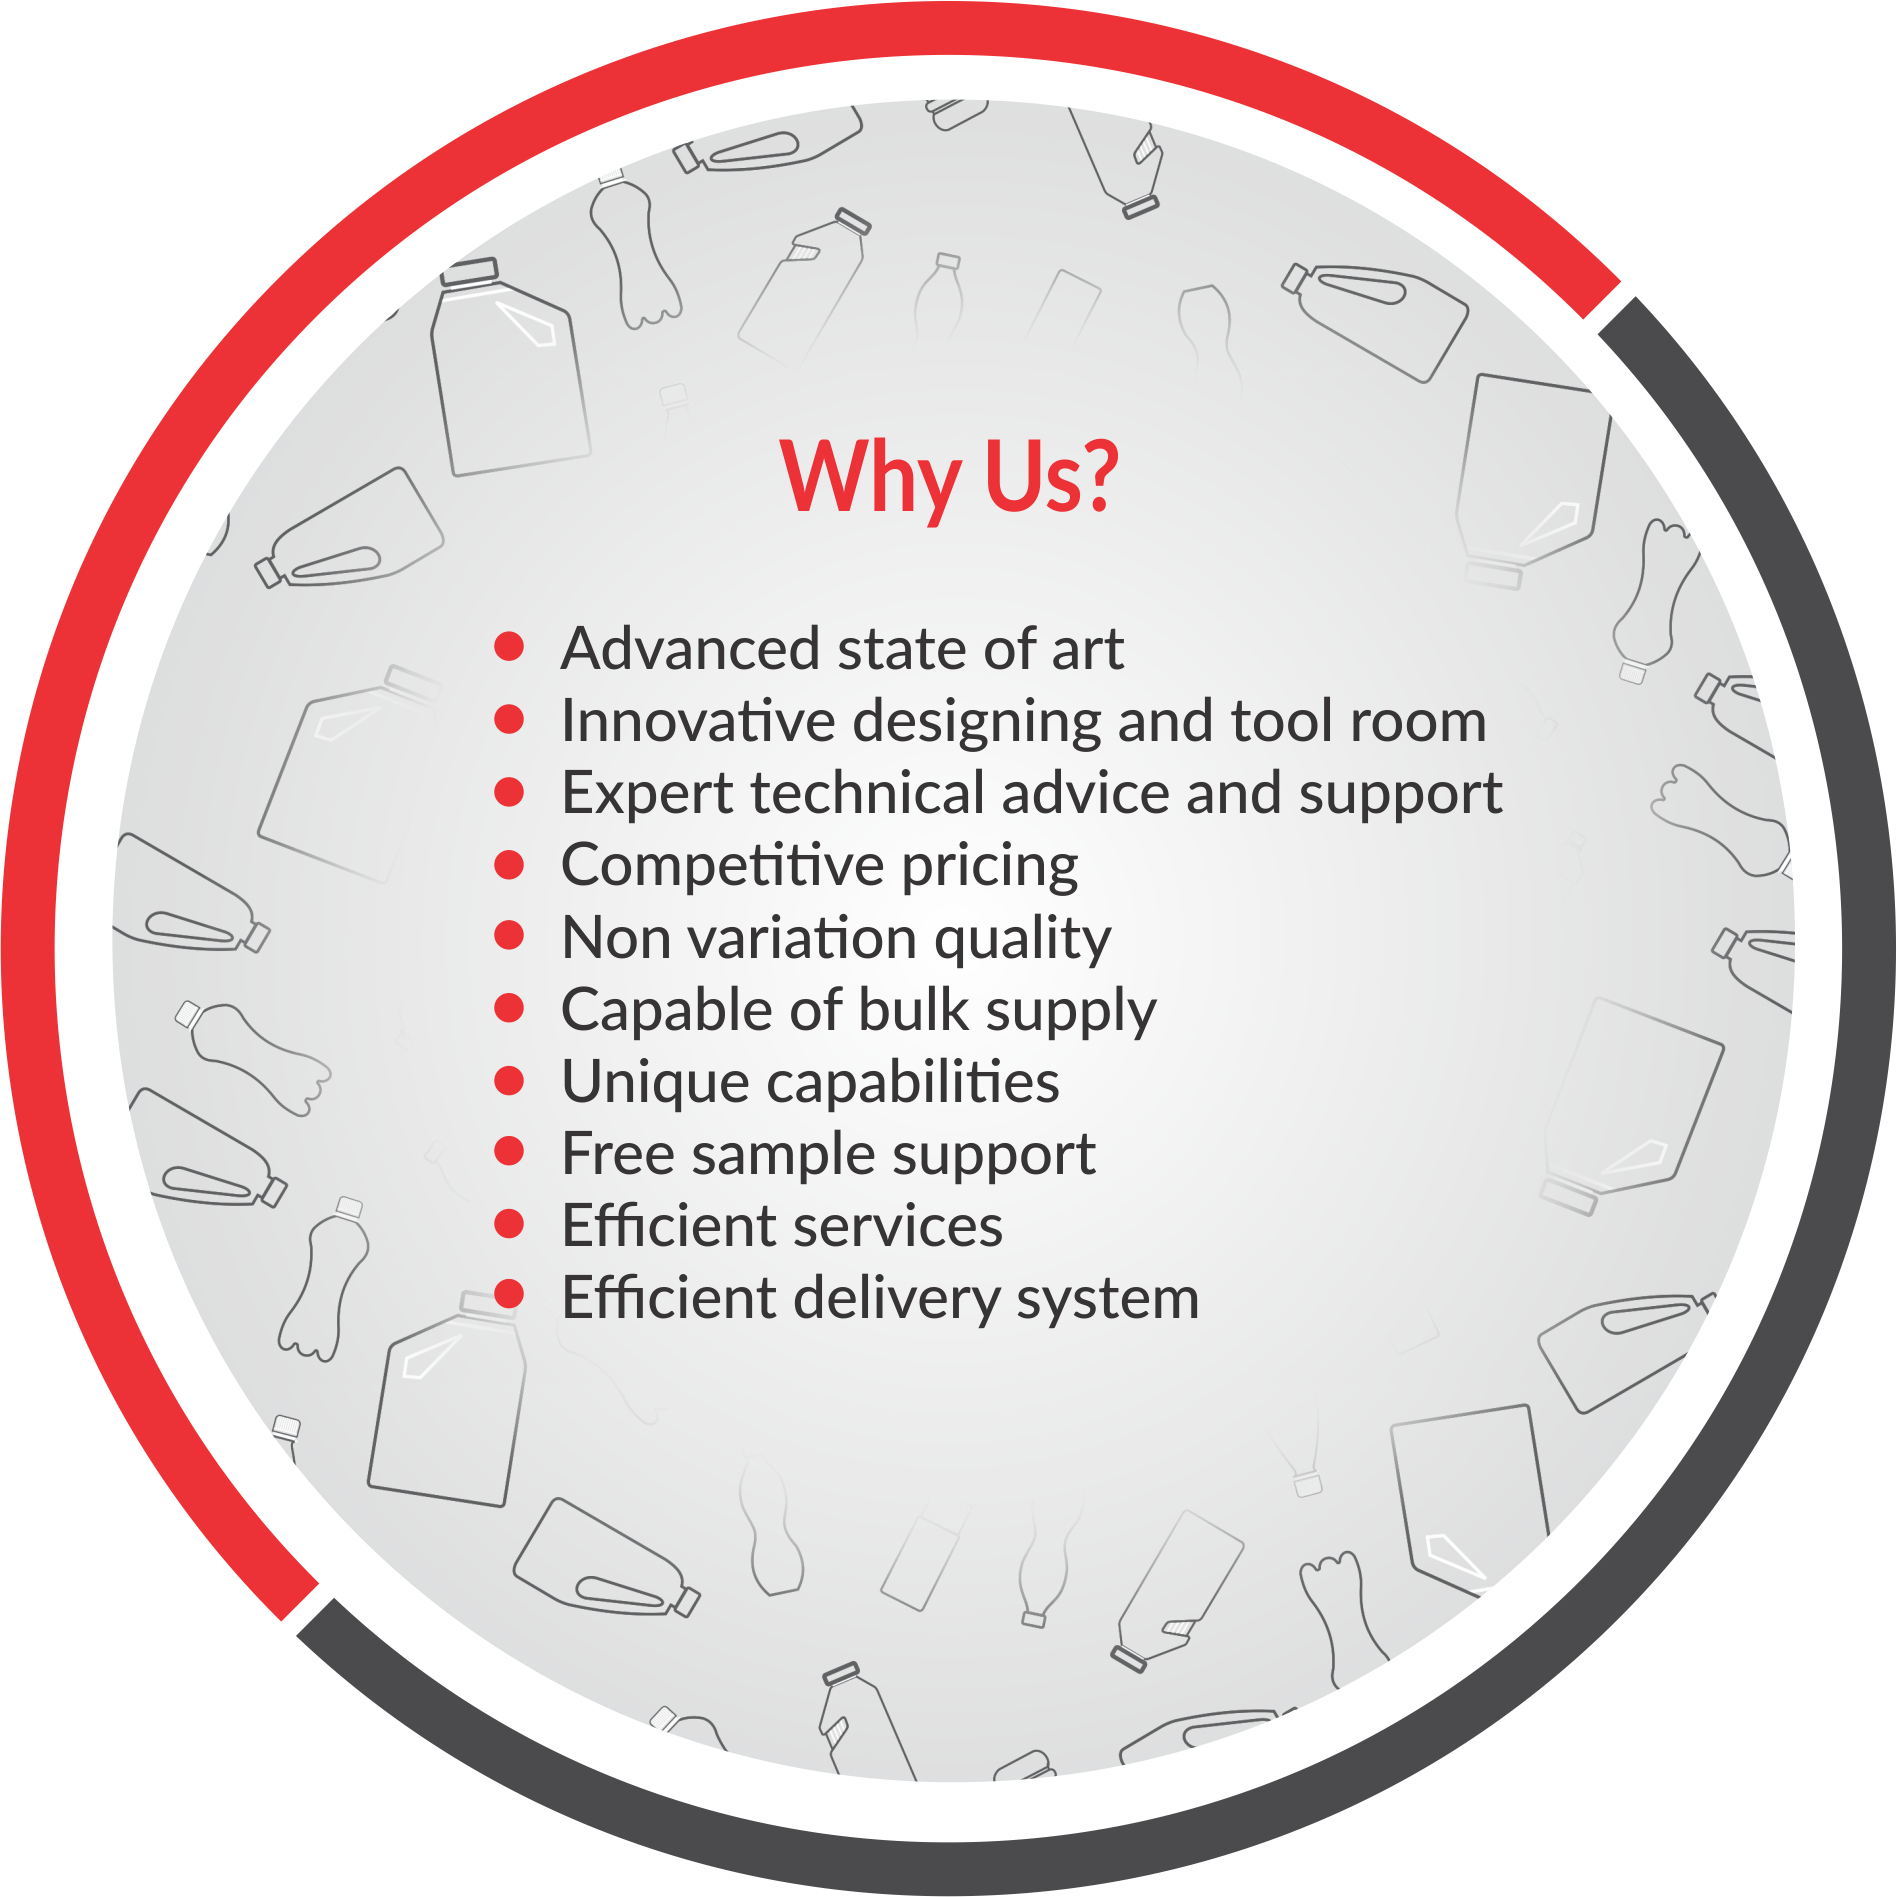 Why Us?
Advanced state of art
Innovative designing and tool room
Expert technical advice and support
Competitive pricing
Non variation quality
Capable of bulk supply
Unique capabilities
Free sample support
Efficient services
Efficient delivery system